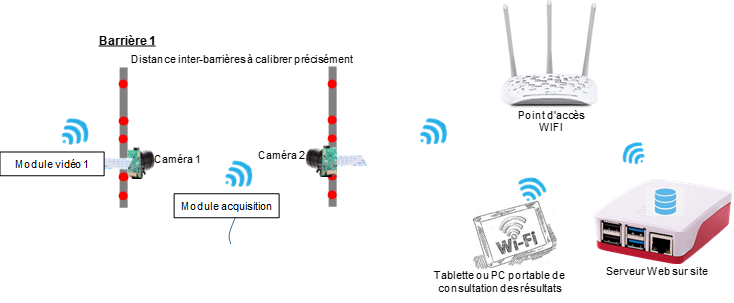 Barrière 1
Distance inter-barrières à calibrer précisément
Point d'accès
WIFI
Module vidéo 1
Caméra 1
Caméra 2
Module acquisition
Wi-Fi
Tablette ou PC portable de
consultation des résultats
Serveur Web sur site